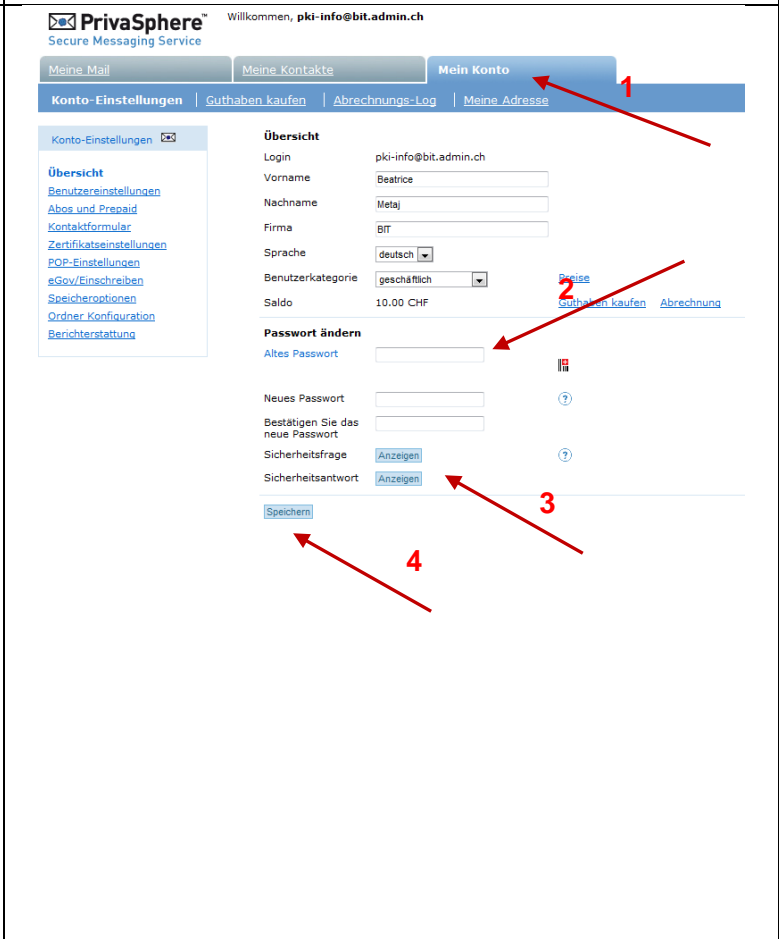 PrivaSphere™ Willkommen, pki-info@bit.admin.ch
Secure Messaging Service
Meine Mail Meine Kontakte Mein Konto
1
Konto-Einstellungen Guthaben kaufen Abrechnungs-Log Meine Adresse
Konto-Einstellungen
Übersicht
Benutzereinstellungen
Abos und Prepaid
Kontaktformular
Zertifikatseinstellungen
POP-Einstellungen
eGov/Einschreiben
Speicheroptionen
Ordner Konfiguration
Berichterstattung
Übersicht
Login pki-info@bit.admin.ch
Vorname Beatrice
Nachname Metaj
Firma BIT
Sprache deutsch
Benutzerkategorie geschäftlich Preise
2
Saldo 10.00 CHF Guthaben kaufen Abrechnung
Passwort ändern
Altes Passwort
Neues Passwort ?
Bestätigen Sie das
neue Passwort
Sicherheitsfrage Anzeigen ?
Sicherheitsantwort Anzeigen
3
Speichern
4